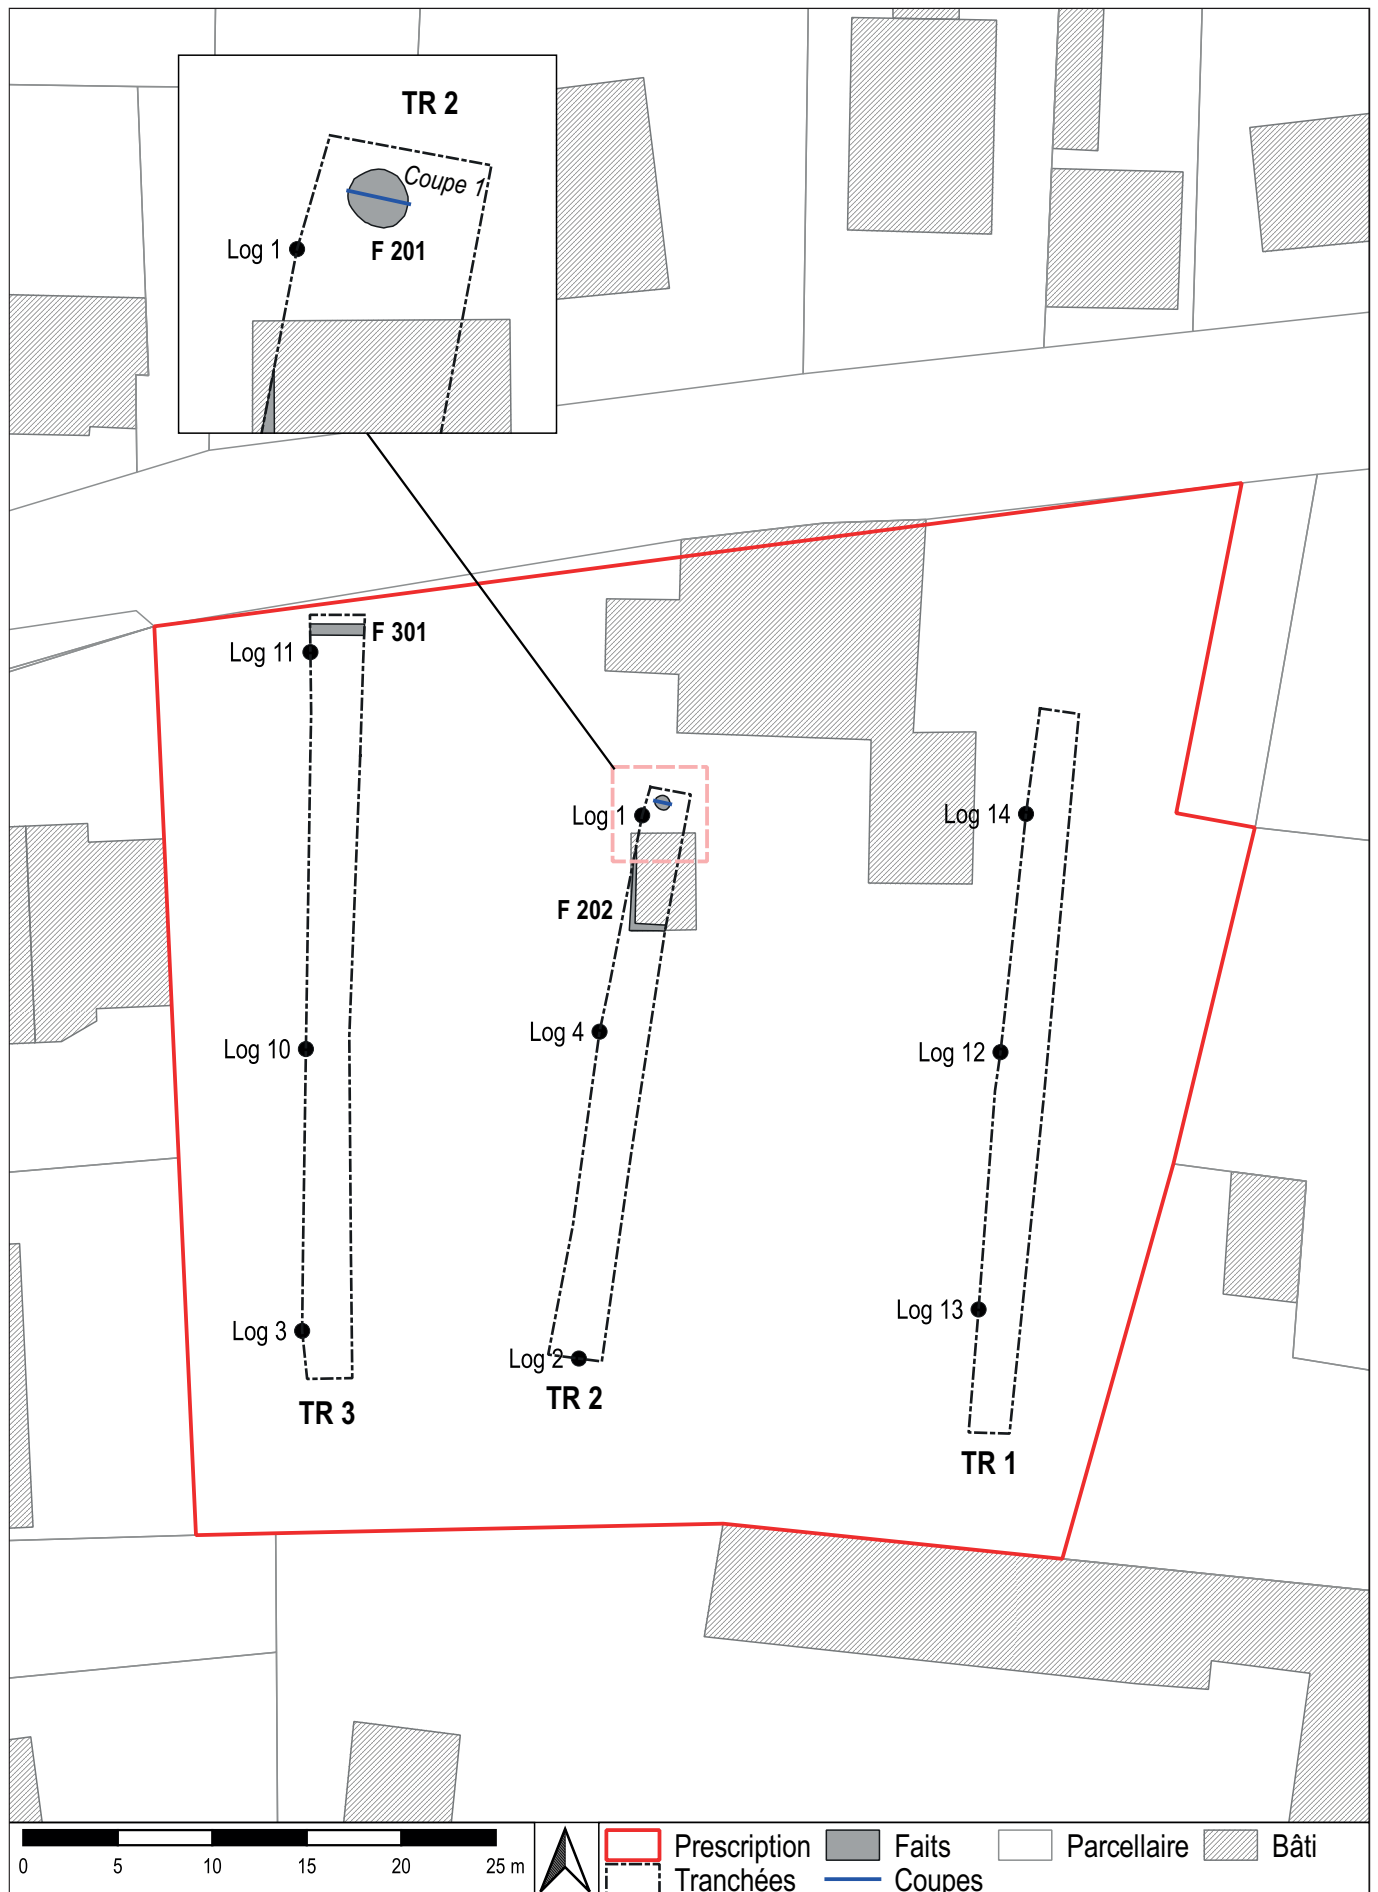 TR 2
Coupe 1
Log 1
F 201
F 301
Log 11
Log 1
Log 14
F 202
Log 4
Log 10
Log 12
Log 13
Log 3
Log 2
TR 2
TR 3
TR 1
Prescription
Faits
Parcellaire
Bâti
0 5 10 15 20 25 m
Tranchées
Coupes